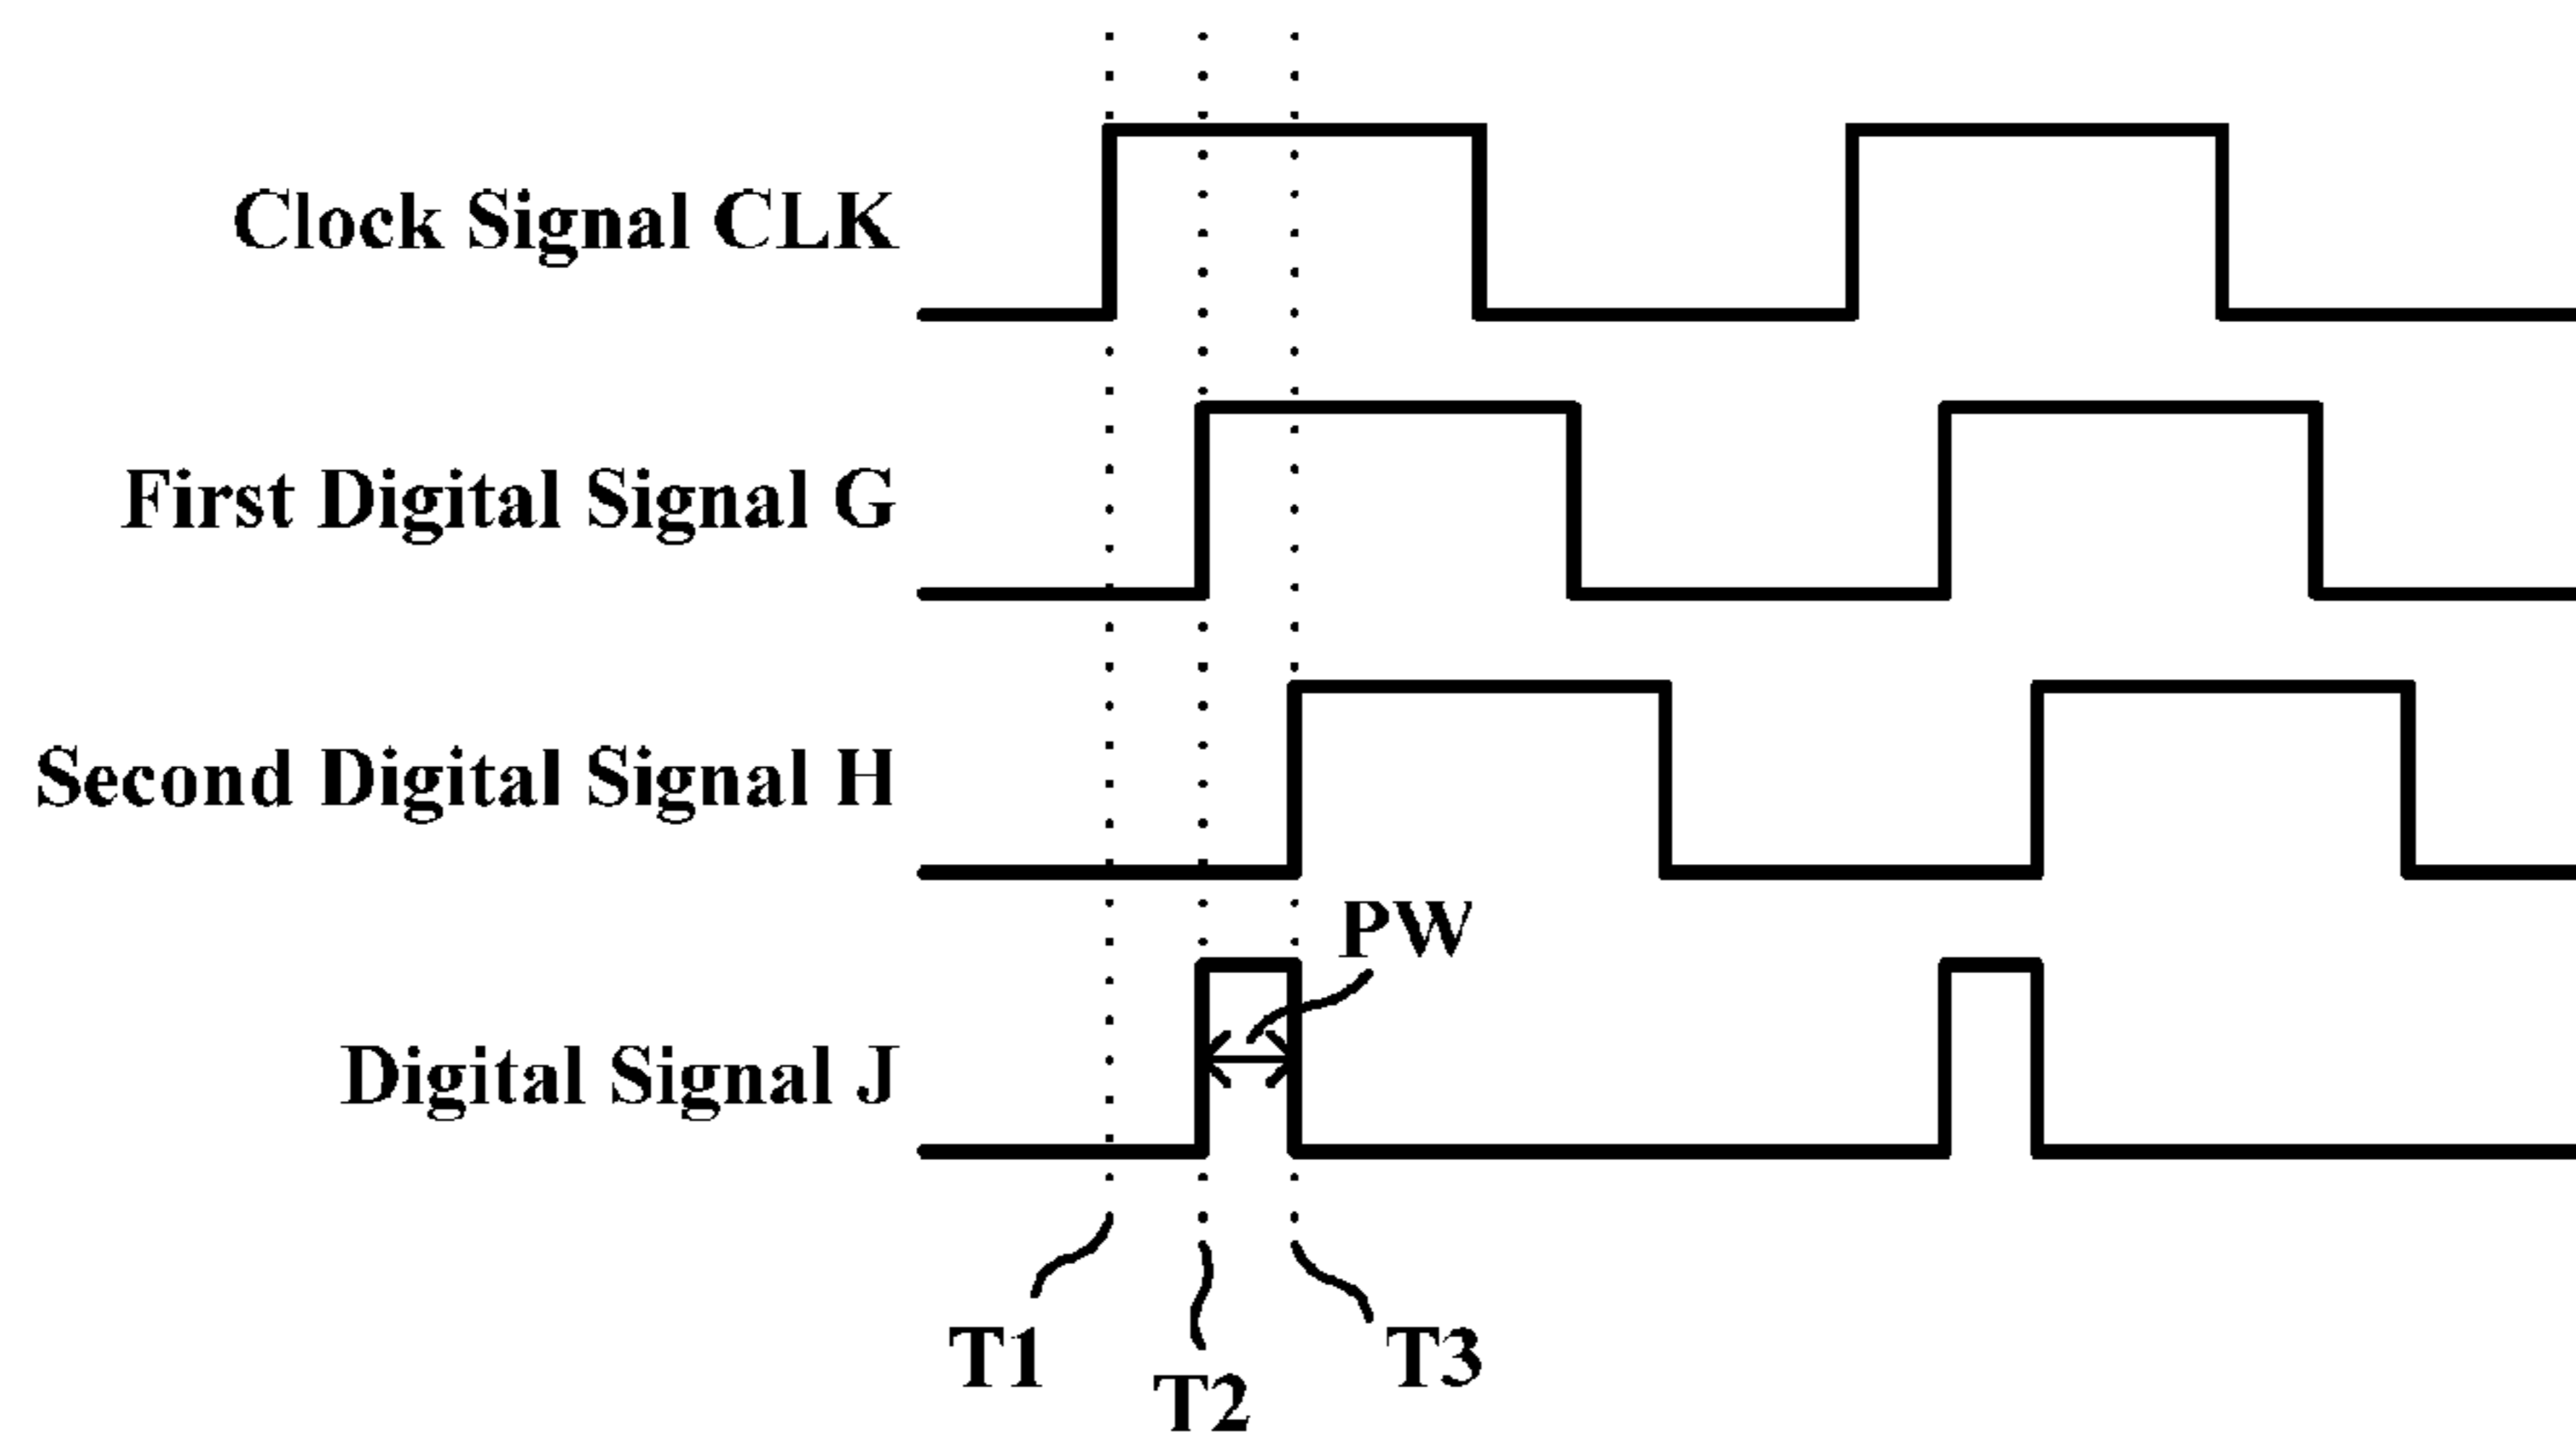 Clock Signal CLK
First Digital Signal G
Second Digital Signal H
PW
Digital Signal J
T1
T2
T3